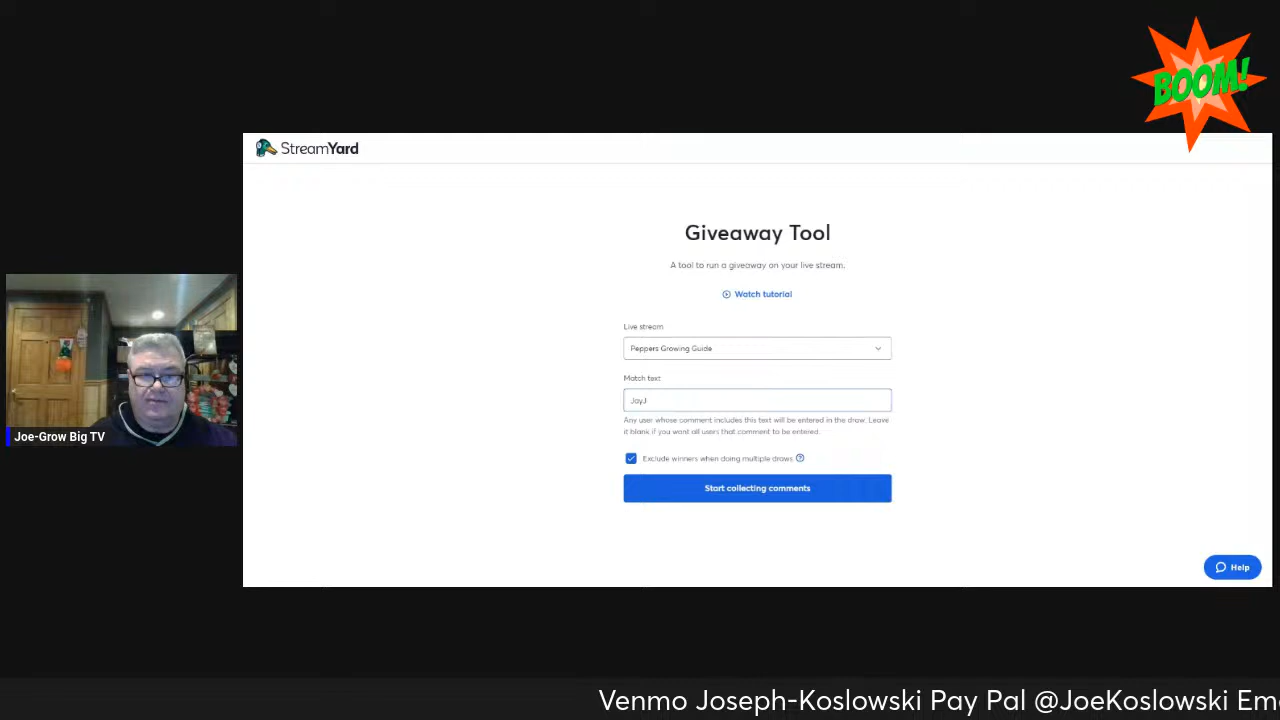 BOOM!
StreamYard
Giveaway Tool
A tool to run a giveaway on your live stream.
Watch tutorial
Live stream
Peppers Growing Guide
Match text
JayJ
Any user whose comment includes this text will be entered in the draw. Leave
it blank if you want all users that comment to be entered.
Exclude winners when doing multiple draws
Start collecting comments
Help
Joe-Grow Big TV
Venmo Joseph-Koslowski Pay Pal @JoeKoslowski Em